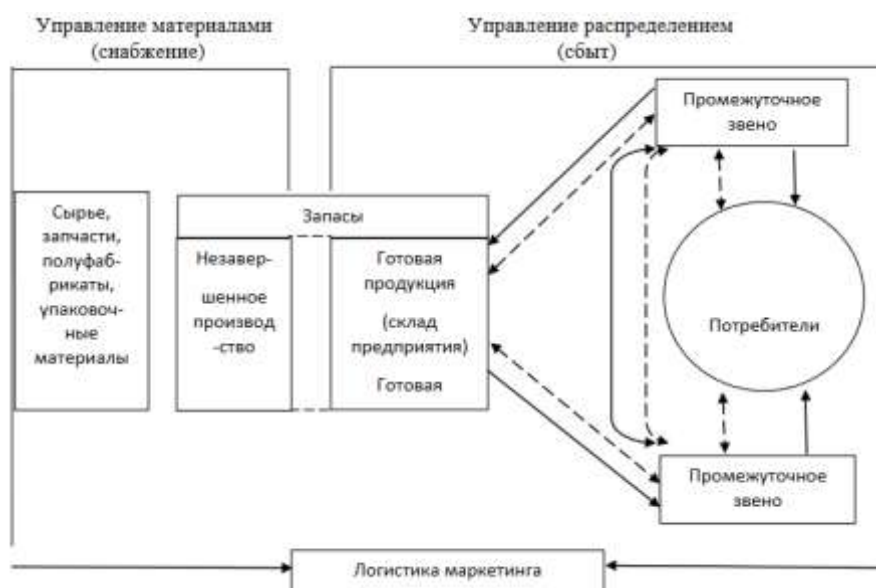 Управление материалами
(снабжение)
Управление распределением
(сбыт)
Промежуточное
звено
Сырье,
запчасти,
полуфаб-
рикаты,
упаковоч-
ные
материалы
Запасы
Незавер-
шенное
производ
-ство
Готовая
продукция
(склад
предприятия)
Готовая
Потребители
Промежуточное
звено
Логистика маркетинга